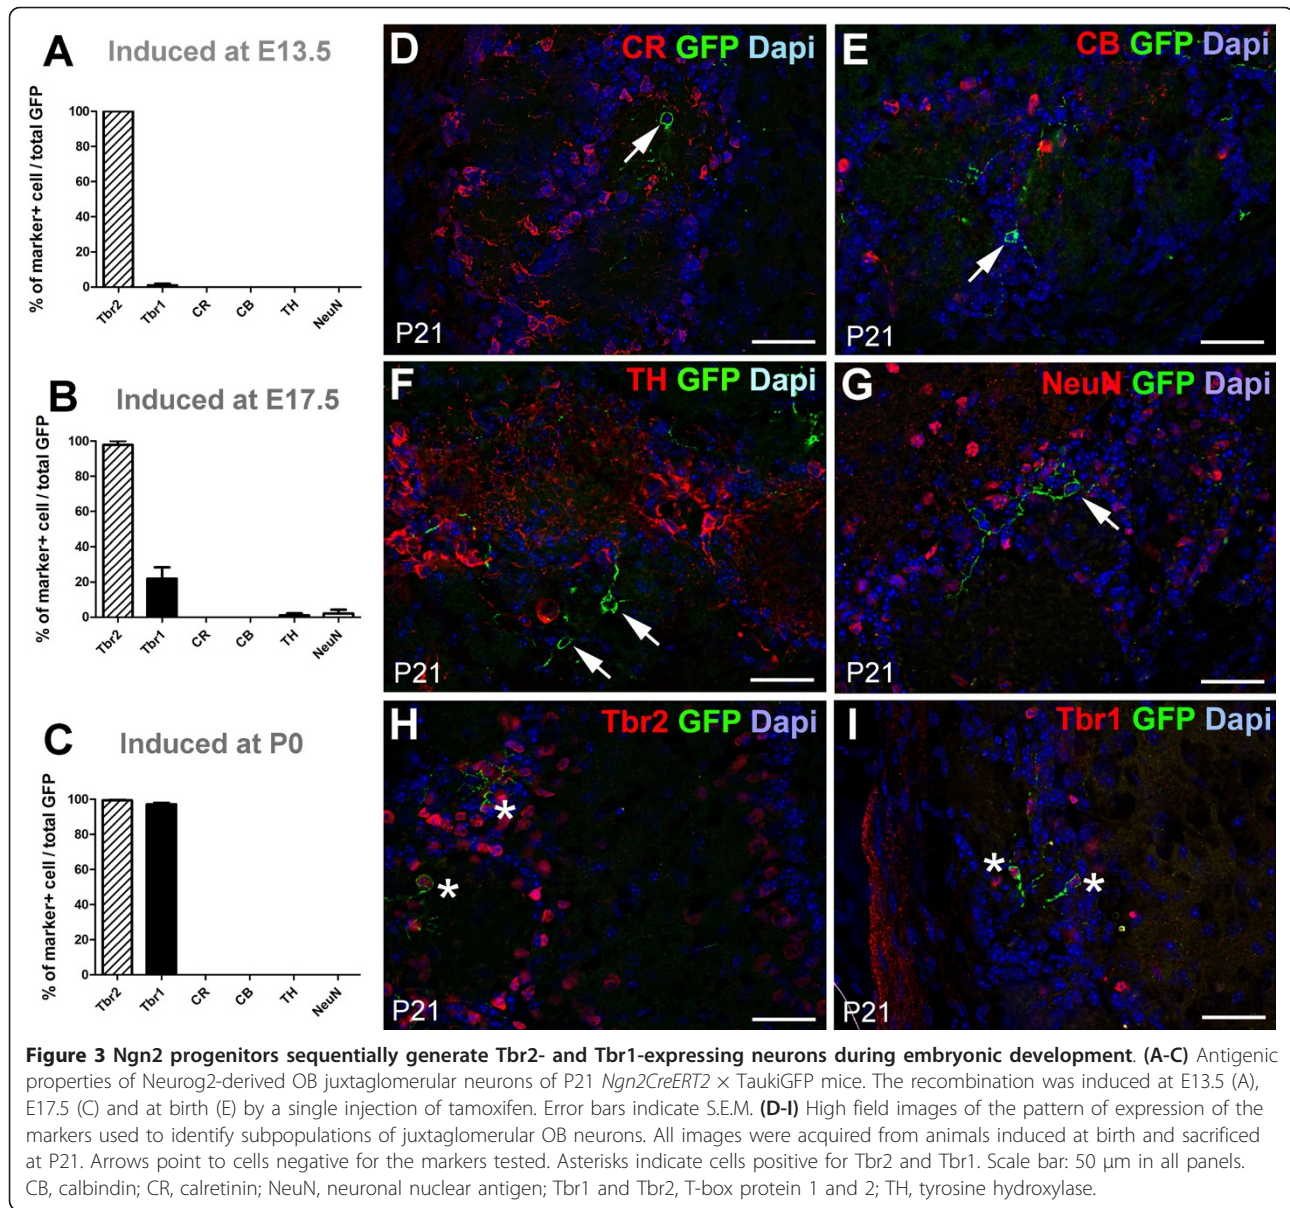 A Induced at E13.5
% of marker+ cell / total GFP
100
80
60
40
20
0
Tbr2 Tbr1 CR CB TH NeuN
B Induced at E17.5
% of marker+ cell / total GFP
100
80
60
40
20
0
Tbr2 Tbr1 CR CB TH NeuN
C Induced at P0
% of marker+ cell / total GFP
100
80
60
40
20
0
Tbr2 Tbr1 CR CB TH NeuN
D CR GFP Dapi
P21
E CB GFP Dapi
P21
F TH GFP Dapi
P21
G NeuN GFP Dapi
P21
H Tbr2 GFP Dapi
*
*
P21
I Tbr1 GFP Dapi
* *
P21
Figure 3 Ngn2 progenitors sequentially generate Tbr2- and Tbr1-expressing neurons during embryonic development. (A-C) Antigenic
properties of Neurog2-derived OB juxtaglomerular neurons of P21 Ngn2CreERT2 × TaukiGFP mice. The recombination was induced at E13.5 (A),
E17.5 (C) and at birth (E) by a single injection of tamoxifen. Error bars indicate S.E.M. (D-I) High field images of the pattern of expression of the
markers used to identify subpopulations of juxtaglomerular OB neurons. All images were acquired from animals induced at birth and sacrificed
at P21. Arrows point to cells negative for the markers tested. Asterisks indicate cells positive for Tbr2 and Tbr1. Scale bar: 50 μm in all panels.
CB, calbindin; CR, calretinin; NeuN, neuronal nuclear antigen; Tbr1 and Tbr2, T-box protein 1 and 2; TH, tyrosine hydroxylase.